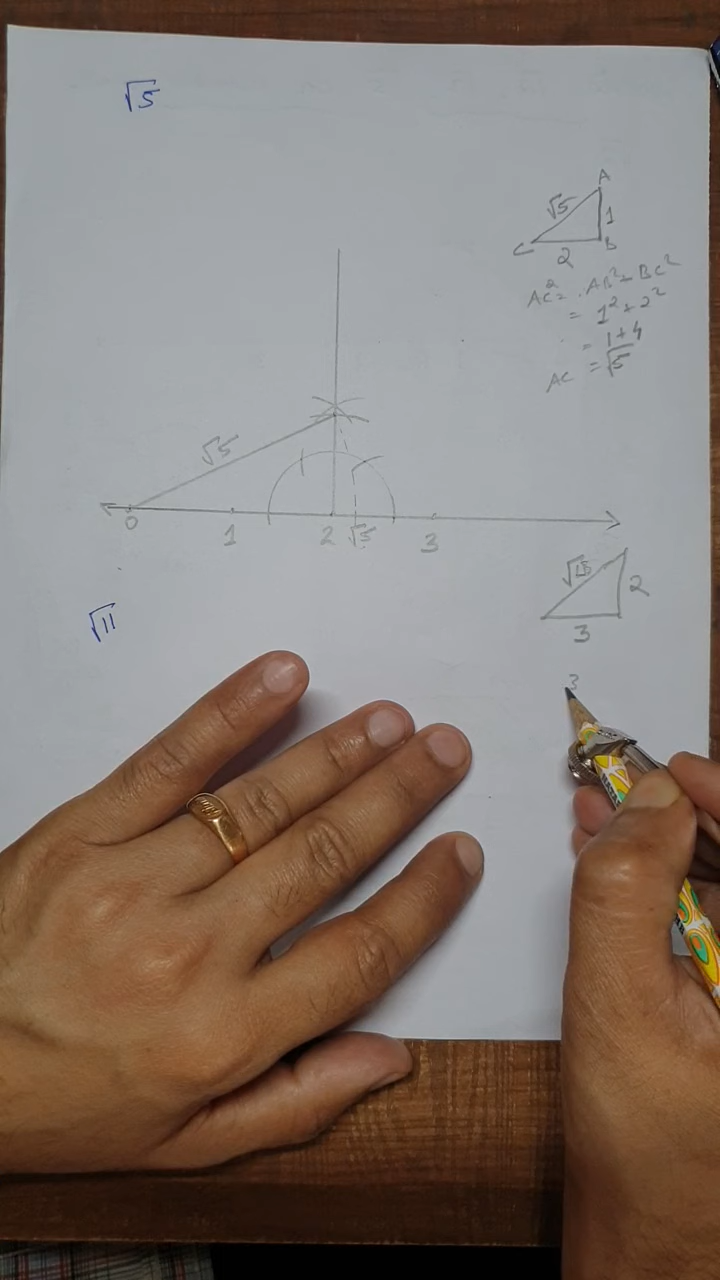 √5
A
√5 1
C 2 B
AC² = AB² + BC²
= 1² + 2²
= 1 + 4
AC = √5
√5
0 1 2 √5 3
2
3
√11
3